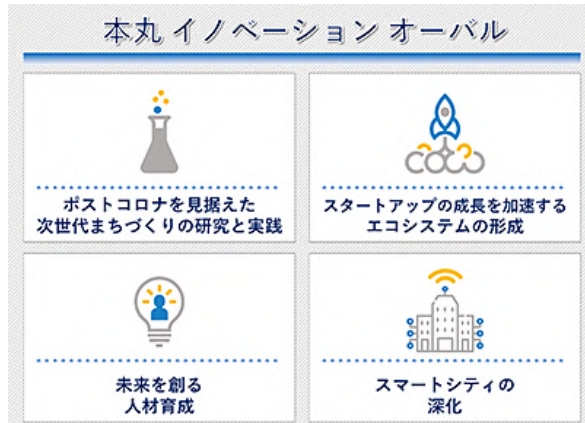 本丸 イノベーション オーバル
ポストコロナを見据えた
次世代まちづくりの研究と実践
スタートアップの成長を加速する
エコシステムの形成
未来を創る
人材育成
スマートシティの
深化